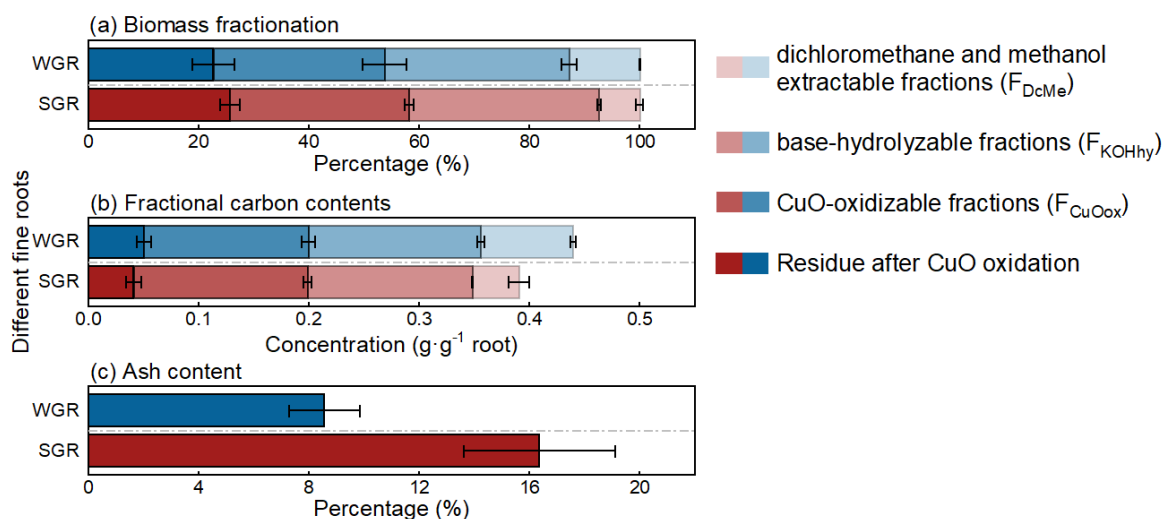 (a) Biomass fractionation
WGR
SGR
0 20 40 60 80 100
Percentage (%)
(b) Fractional carbon contents
WGR
SGR
0.0 0.1 0.2 0.3 0.4 0.5
Concentration (g·g⁻¹ root)
(c) Ash content
WGR
SGR
0 4 8 12 16 20
Percentage (%)
Different fine roots
dichloromethane and methanol
extractable fractions (F_DcMe)
base-hydrolyzable fractions (F_KOHhy)
CuO-oxidizable fractions (F_CuOox)
Residue after CuO oxidation